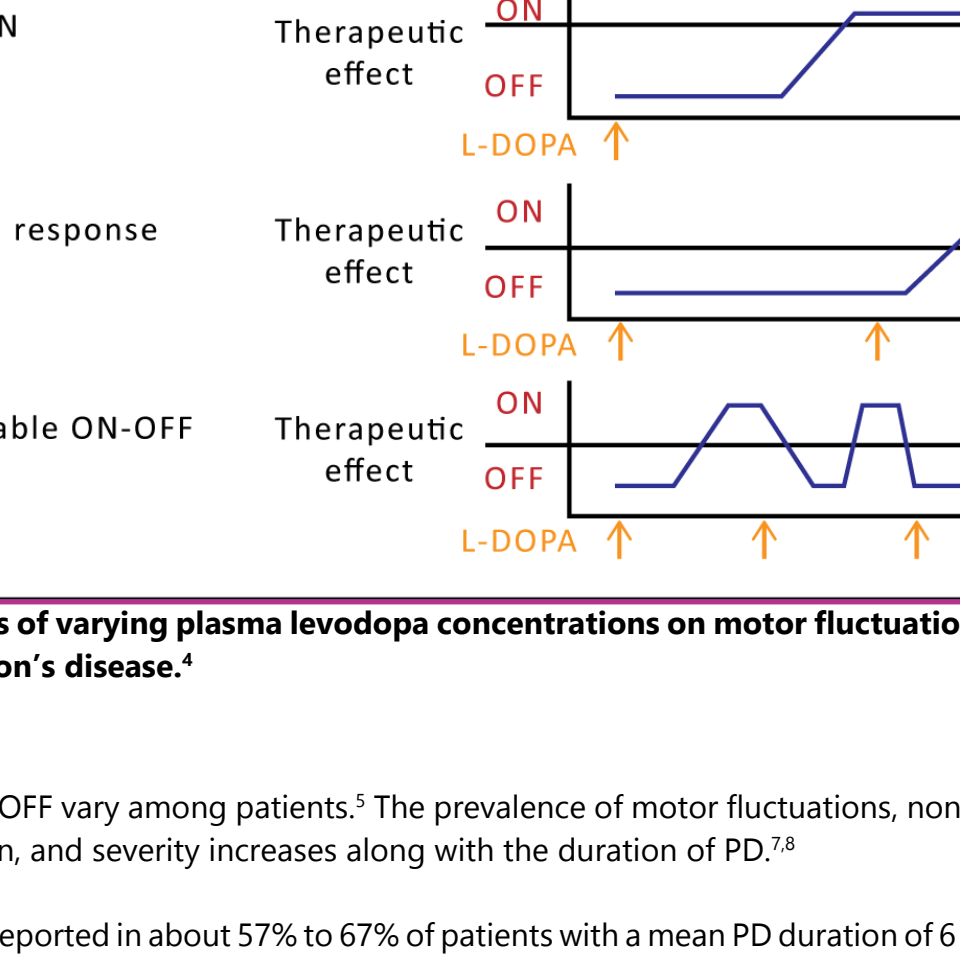 ON
N
Therapeutic
effect
OFF
L-DOPA
ON
response
Therapeutic
effect
OFF
L-DOPA
ON
able ON-OFF
Therapeutic
effect
OFF
L-DOPA
s of varying plasma levodopa concentrations on motor fluctuatio
on’s disease.⁴
OFF vary among patients.⁵ The prevalence of motor fluctuations, non
n, and severity increases along with the duration of PD.⁷,⁸
eported in about 57% to 67% of patients with a mean PD duration of 6